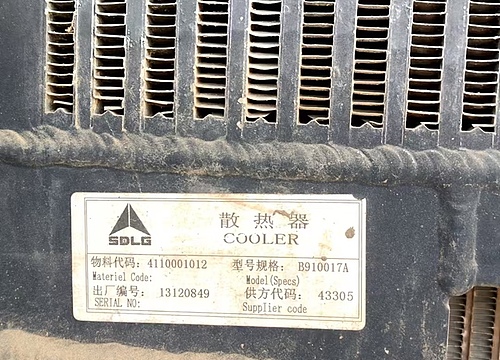 散热器
SDLG
COOLER
物料代码: 4110001012 型号规格: B910017A
Materiel Code: Model(Specs)
出厂编号: 13120849 供方代码: 43305
SERIAL NO: Supplier code